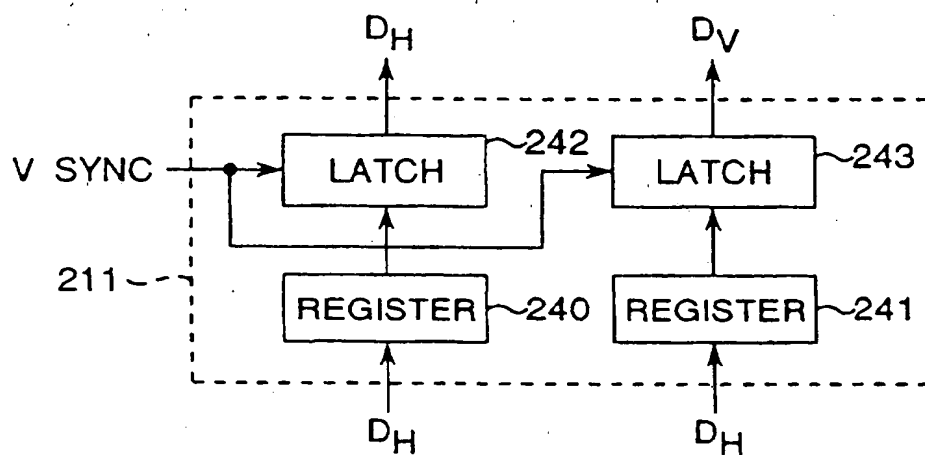 D_H D_V
242 243
V SYNC LATCH LATCH
211
REGISTER 240 REGISTER 241
D_H D_H